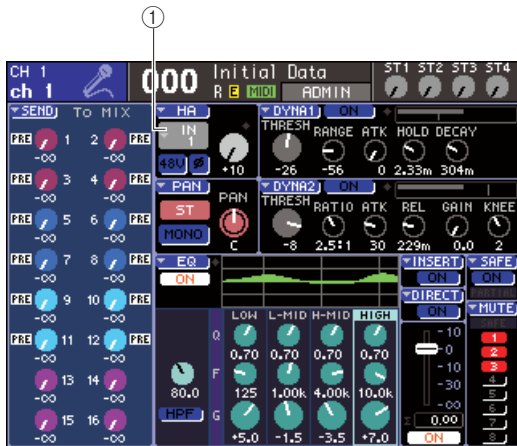 ①
CH 1
ch 1
000
Initial Data
R E MIDI ADMIN
ST1 ST2 ST3 ST4
SEND TO MIX
PRE 1 2 PRE
-∞ -∞
PRE 3 4 PRE
-∞ -∞
PRE 5 6 PRE
-∞ -∞
PRE 7 8 PRE
-∞ -∞
PRE 9 10 PRE
-∞ -∞
PRE 11 12 PRE
-∞ -∞
13 14
-∞ -∞
15 16
-∞ -∞
HA
IN
1
48V Ø
+10
PAN
ST
MONO
PAN
C
DYNA1 ON
THRESH RANGE ATK HOLD DECAY
-26 -56 0 2.33m 304m
DYNA2 ON
THRESH RATIO ATK REL GAIN KNEE
-8 2.5:1 30 229m 0.0 2
EQ
ON
LOW L-MID H-MID HIGH
Q 0.70 0.70 0.70 0.70
F 125 1.00k 4.00k 10.0k
80.0
HPF
G +5.0 -1.5 -3.5 +7.0
INSERT
ON
DIRECT
ON
-10
-0
-10
-30
-∞
Σ 0.00
ON
SAFE
ON
PARTIAL
MUTE
SAFE
1
2
3
4
5
6
7
8